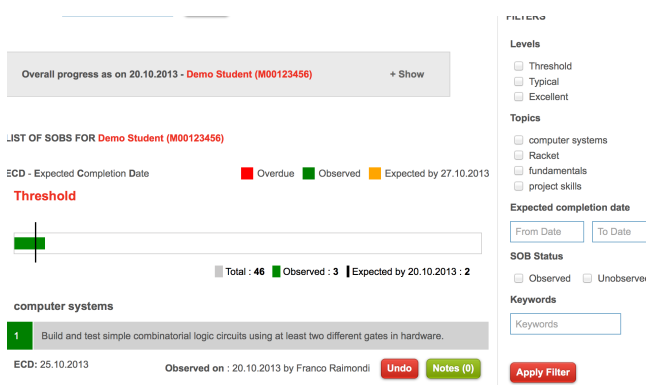 Overall progress as on 20.10.2013 - Demo Student (M00123456) + Show
LIST OF SOBS FOR Demo Student (M00123456)
ECD - Expected Completion Date Overdue Observed Expected by 27.10.2013
Threshold
Total : 46 Observed : 3 Expected by 20.10.2013 : 2
computer systems
1 Build and test simple combinatorial logic circuits using at least two different gates in hardware.
ECD: 25.10.2013 Observed on : 20.10.2013 by Franco Raimondi Undo Notes (0)
FILTERS
Levels
Threshold
Typical
Excellent
Topics
computer systems
Racket
fundamentals
project skills
Expected completion date
From Date To Date
SOB Status
Observed Unobserved
Keywords
Keywords
Apply Filter